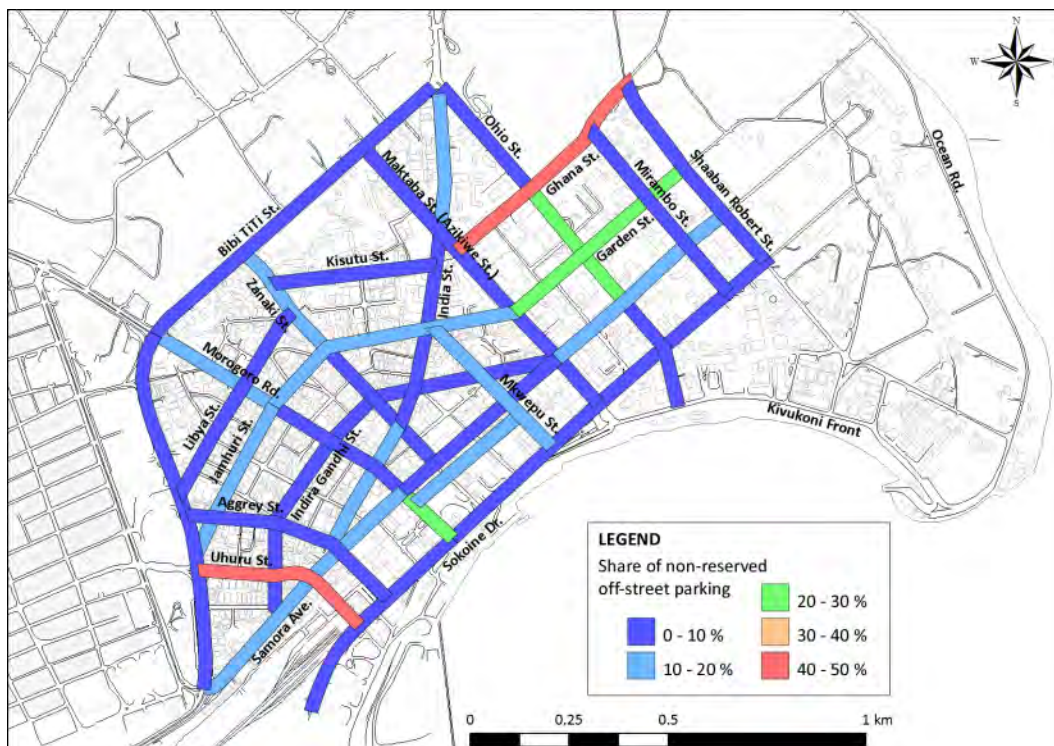 N
W
S
Ohio St.
Ghana St.
Shaaban Robert St.
Mirambo St.
Ocean Rd.
Maktaba St. (Azikiwe St.)
Garden St.
Bibi TiTi St.
Kisutu St.
India St.
Zanaki St.
Morogoro Rd.
Mkwepu St.
Kivukoni Front
Libya St.
Jamhuri St.
Indira Gandhi St.
Aggrey St.
Sokoine Dr.
Uhuru St.
Samora Ave.
LEGEND
Share of non-reserved
off-street parking
0 - 10 %
10 - 20 %
20 - 30 %
30 - 40 %
40 - 50 %
0 0,25 0,5 1 km